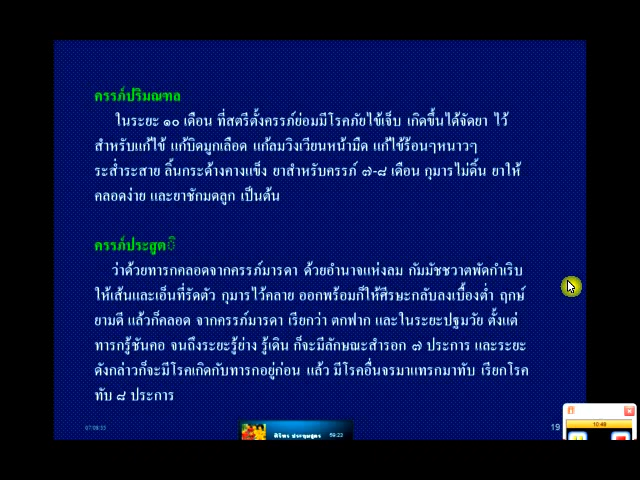 ครรภ์ปริมณฑล
ในระยะ ๑๐ เดือน ที่สตรีตั้งครรภ์ย่อมมีโรคภัยไข้เจ็บ เกิดขึ้นได้จัดยา ไว้
สำหรับแก้ไข้ แก้บิดมูกเลือด แก้ลมวิงเวียนหน้ามืด แก้ไข้ร้อนๆหนาวๆ
ระส่ำระสาย ลิ้นกระด้างคางแข็ง ยาสำหรับครรภ์ ๗-๘ เดือน กุมารไม่ดิ้น ยาให้
คลอดง่าย และยาชักมดลูก เป็นต้น
ครรภ์ประสูต ิ
ว่าด้วยทารกคลอดจากครรภ์มารดา ด้วยอำนาจแห่งลม กัมมัชชวาตพัดกำเริบ
ให้เส้นและเอ็นที่รัดตัว กุมารไว้คลาย ออกพร้อมก็ให้ศีรษะกลับลงเบื้องต่ำ ฤกษ์
ยามดี แล้วก็คลอด จากครรภ์มารดา เรียกว่า ตกฟาก และในระยะปฐมวัย ตั้งแต่
ทารกรู้ชันคอ จนถึงระยะรู้ย่าง รู้เดิน ก็จะมีลักษณะสำรอก ๗ ประการ และระยะ
ดังกล่าวก็จะมีโรคเกิดกับทารกอยู่ก่อน แล้ว มีโรคอื่นจรมาแทรกมาทับ เรียกโรค
ทับ ๘ ประการ
19
59:23
10:48